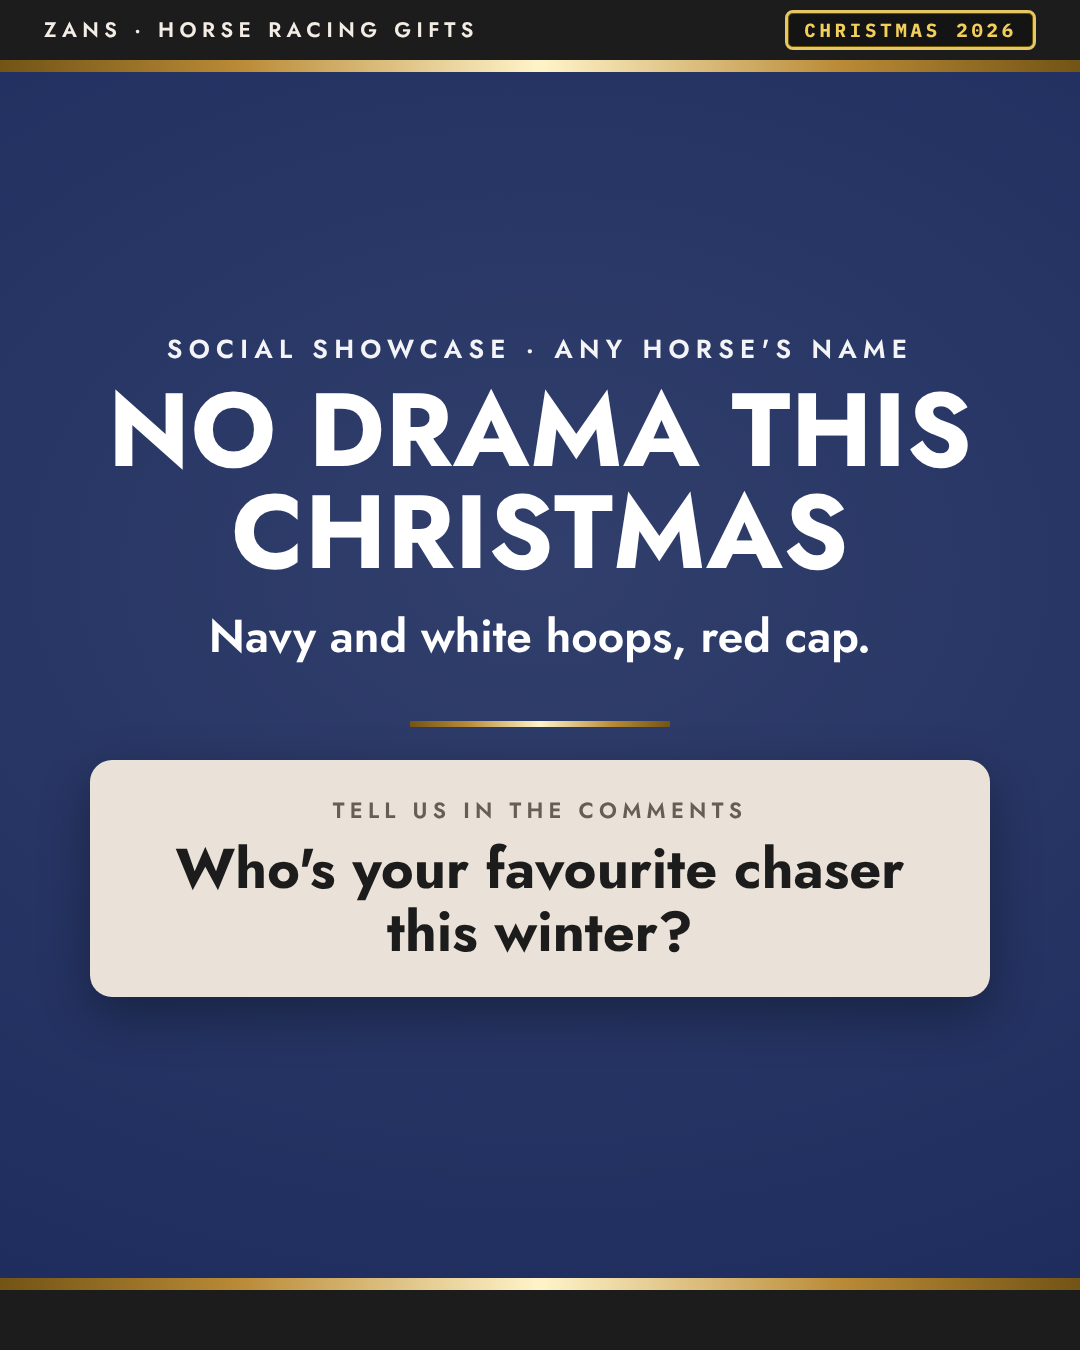 ZANS · HORSE RACING GIFTS
CHRISTMAS 2026
SOCIAL SHOWCASE · ANY HORSE'S NAME
NO DRAMA THIS
CHRISTMAS
Navy and white hoops, red cap.
TELL US IN THE COMMENTS
Who's your favourite chaser
this winter?